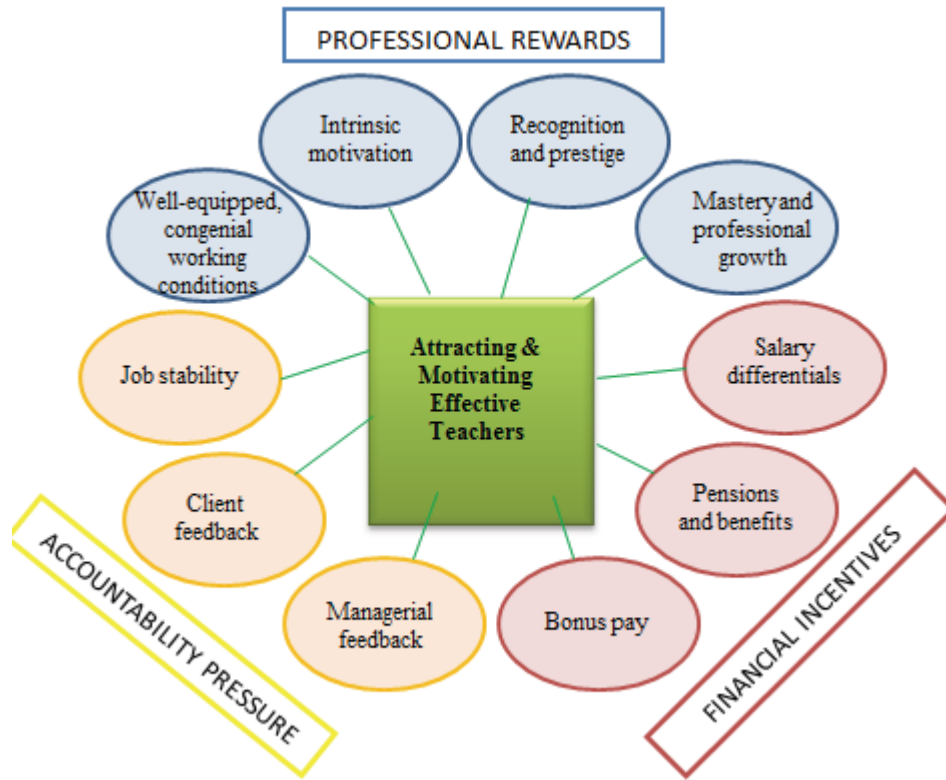 PROFESSIONAL REWARDS
Intrinsic
motivation
Recognition
and prestige
Well-equipped,
congenial
working
conditions
Mastery and
professional
growth
Attracting &
Motivating
Effective
Teachers
Job stability
Salary
differentials
Client
feedback
Pensions
and benefits
Managerial
feedback
Bonus pay
ACCOUNTABILITY PRESSURE
FINANCIAL INCENTIVES